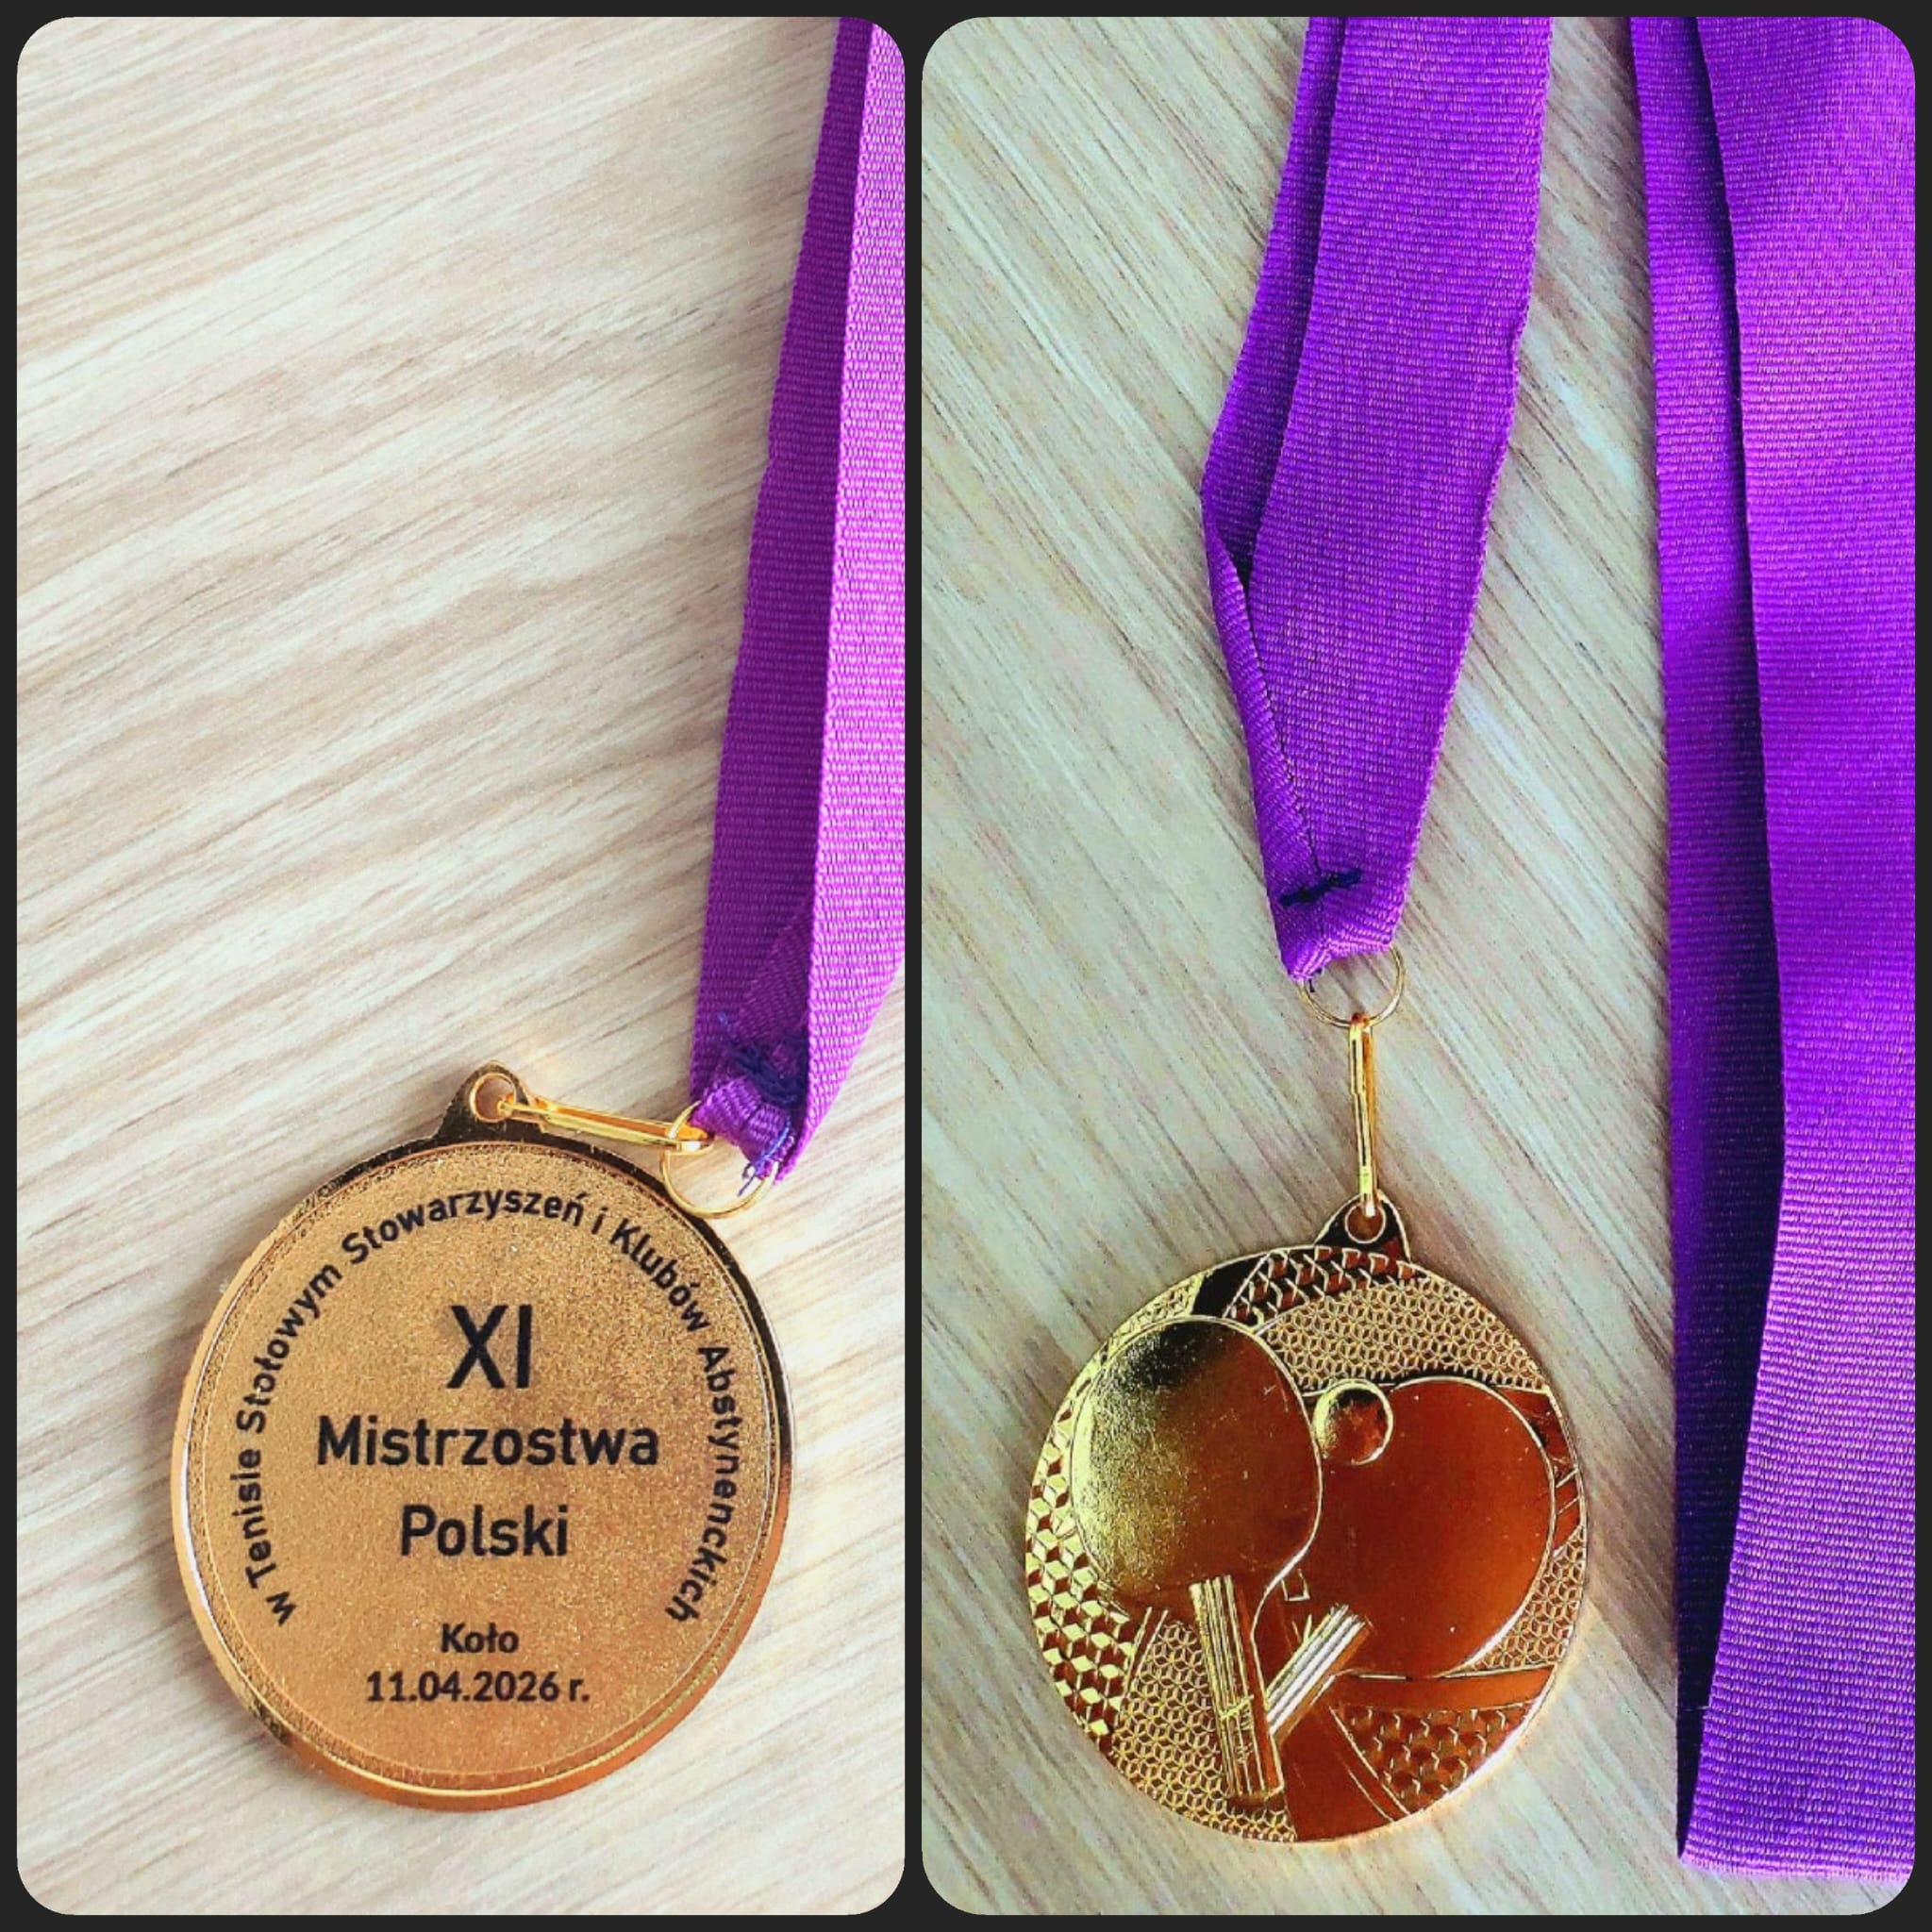 w Tenisie Stołowym Stowarzyszeń i Klubów Abstynenckich
XI
Mistrzostwa
Polski
Koło
11.04.2026 r.